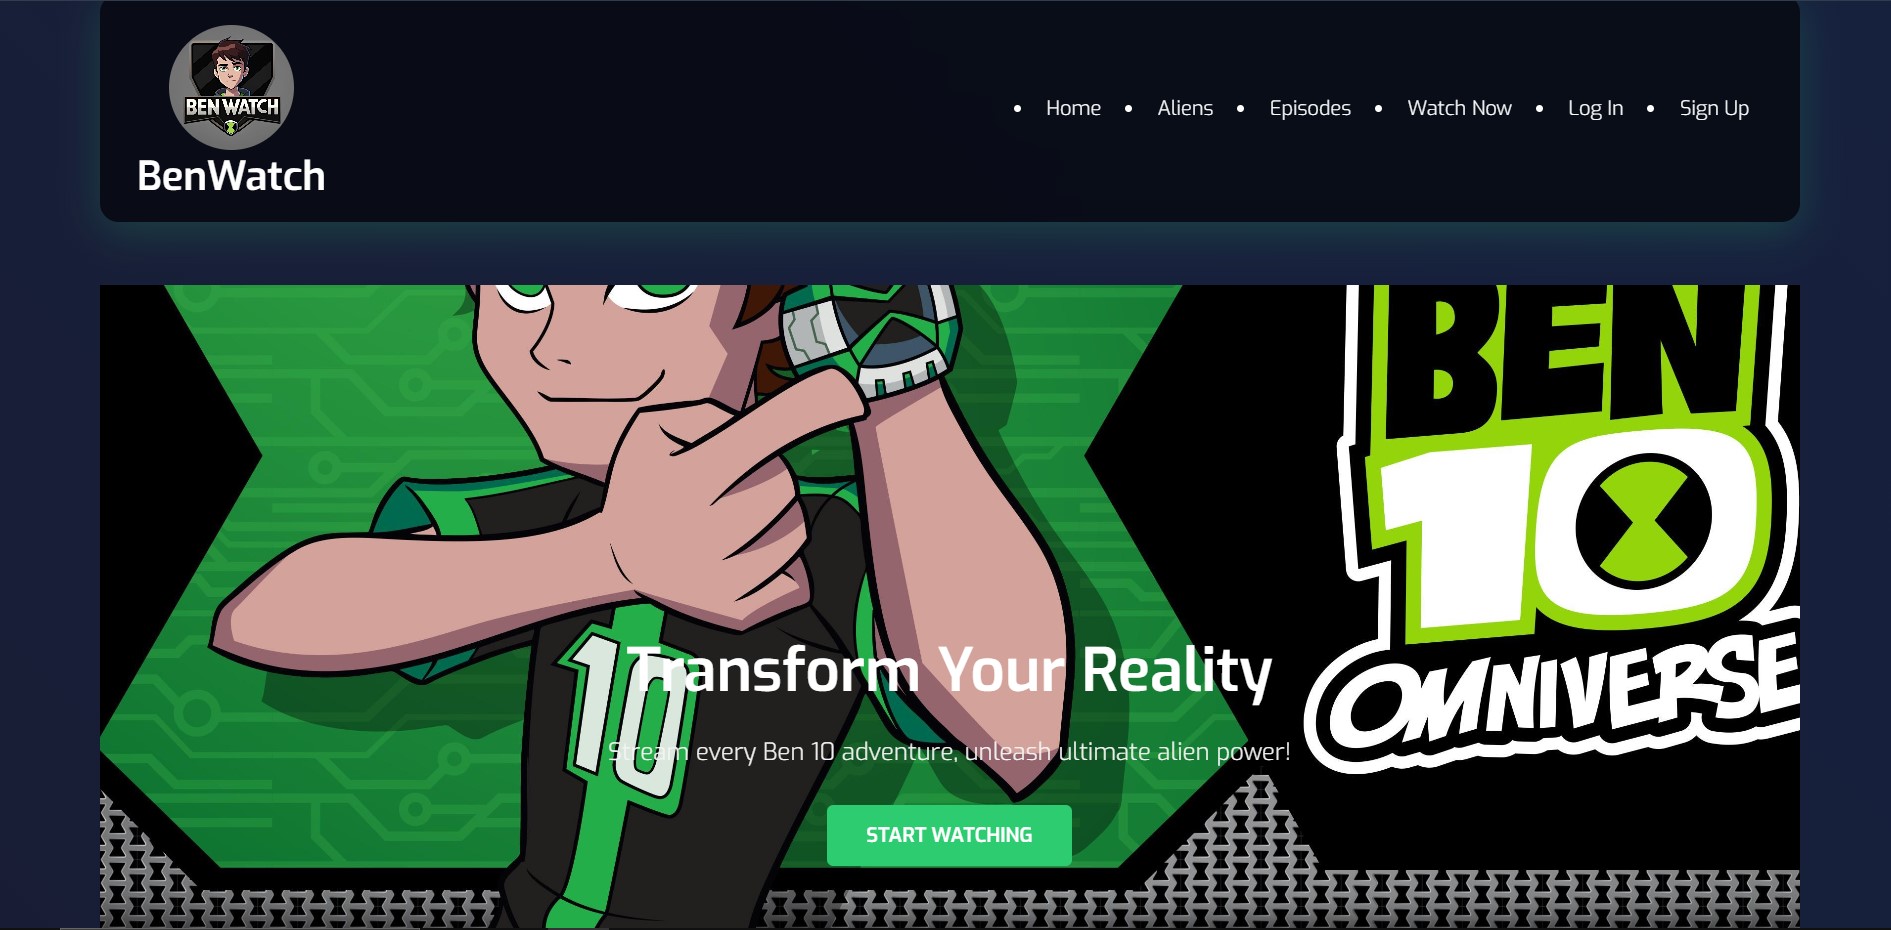 BEN WATCH
BenWatch
Home
Aliens
Episodes
Watch Now
Log In
Sign Up
BEN
10
OMNIVERSE
10
Transform Your Reality
Stream every Ben 10 adventure, unleash ultimate alien power!
START WATCHING